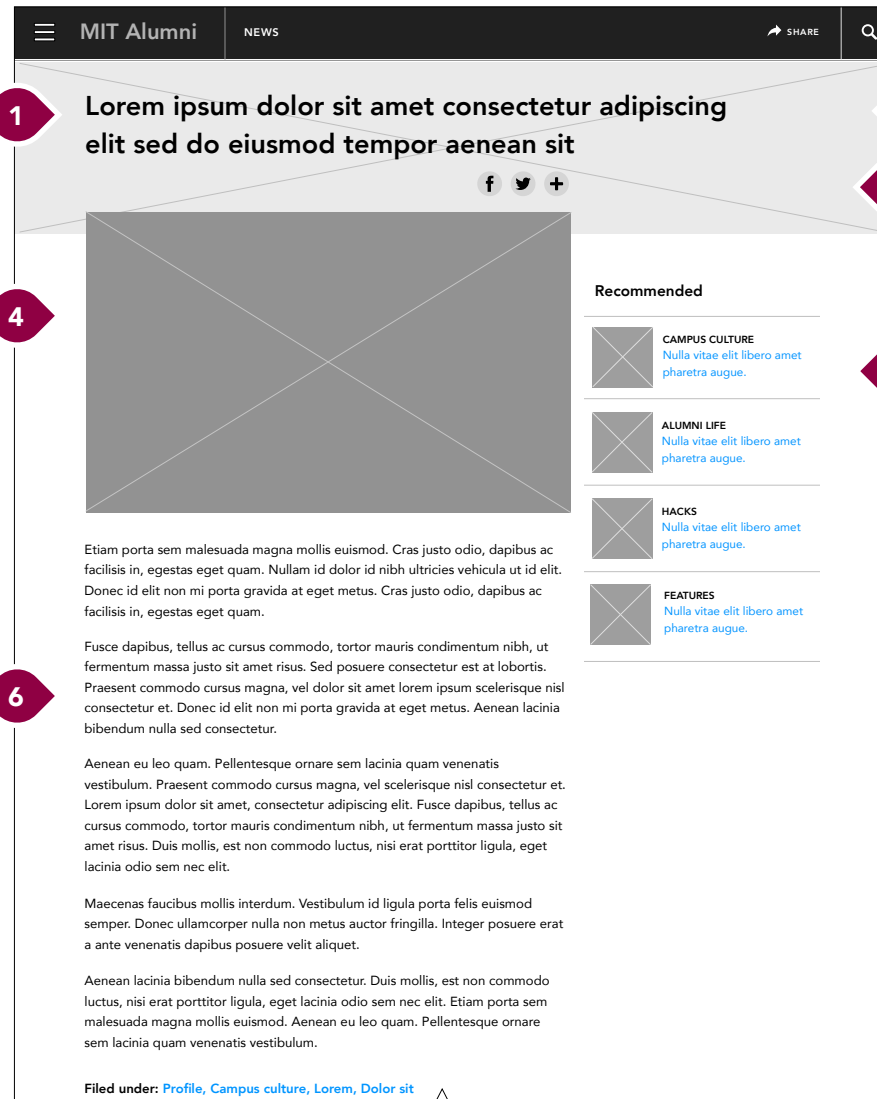 MIT Alumni
NEWS
SHARE
1
Lorem ipsum dolor sit amet consectetur adipiscing
elit sed do eiusmod tempor aenean sit
4
Recommended
CAMPUS CULTURE
Nulla vitae elit libero amet
pharetra augue.
ALUMNI LIFE
Nulla vitae elit libero amet
pharetra augue.
HACKS
Nulla vitae elit libero amet
pharetra augue.
FEATURES
Nulla vitae elit libero amet
pharetra augue.
Etiam porta sem malesuada magna mollis euismod. Cras justo odio, dapibus ac
facilisis in, egestas eget quam. Nullam id dolor id nibh ultricies vehicula ut id elit.
Donec id elit non mi porta gravida at eget metus. Cras justo odio, dapibus ac
facilisis in, egestas eget quam.
Fusce dapibus, tellus ac cursus commodo, tortor mauris condimentum nibh, ut
fermentum massa justo sit amet risus. Sed posuere consectetur est at lobortis.
Praesent commodo cursus magna, vel dolor sit amet lorem ipsum scelerisque nisl
consectetur et. Donec id elit non mi porta gravida at eget metus. Aenean lacinia
bibendum nulla sed consectetur.
6
Aenean eu leo quam. Pellentesque ornare sem lacinia quam venenatis
vestibulum. Praesent commodo cursus magna, vel scelerisque nisl consectetur et.
Lorem ipsum dolor sit amet, consectetur adipiscing elit. Fusce dapibus, tellus ac
cursus commodo, tortor mauris condimentum nibh, ut fermentum massa justo sit
amet risus. Duis mollis, est non commodo luctus, nisi erat porttitor ligula, eget
lacinia odio sem nec elit.
Maecenas faucibus mollis interdum. Vestibulum id ligula porta felis euismod
semper. Donec ullamcorper nulla non metus auctor fringilla. Integer posuere erat
a ante venenatis dapibus posuere velit aliquet.
Aenean lacinia bibendum nulla sed consectetur. Duis mollis, est non commodo
luctus, nisi erat porttitor ligula, eget lacinia odio sem nec elit. Etiam porta sem
malesuada magna mollis euismod. Aenean eu leo quam. Pellentesque ornare
sem lacinia quam venenatis vestibulum.
Filed under: Profile, Campus culture, Lorem, Dolor sit